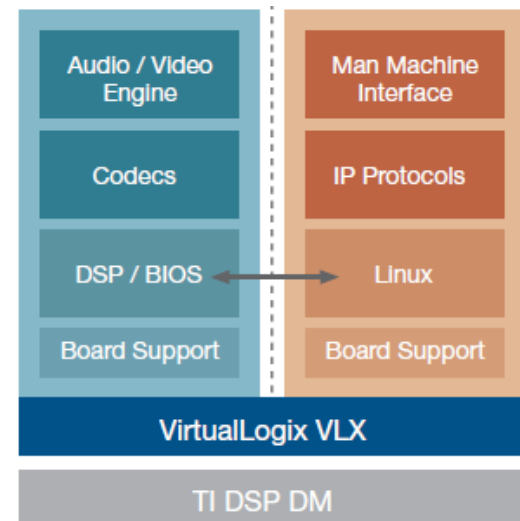 Audio / Video
Engine
Codecs
DSP / BIOS
Board Support
Man Machine
Interface
IP Protocols
Linux
Board Support
VirtualLogix VLX
TI DSP DM